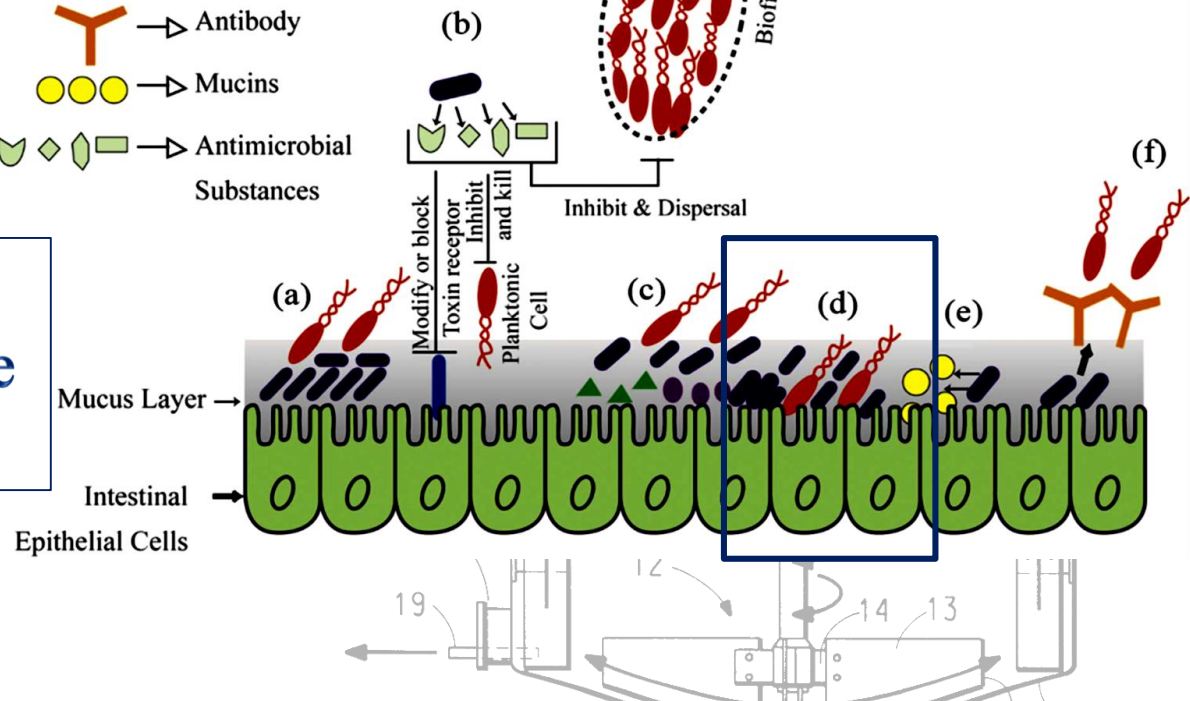 Antibody
Mucins
Antimicrobial
Substances
(b)
Inhibit & Dispersal
Modify or block
Toxin receptor
Inhibit
and kill
Planktonic
Cell
(a)
(c)
(d)
(e)
(f)
Mucus Layer
Intestinal
Epithelial Cells
e
12
19
14
13